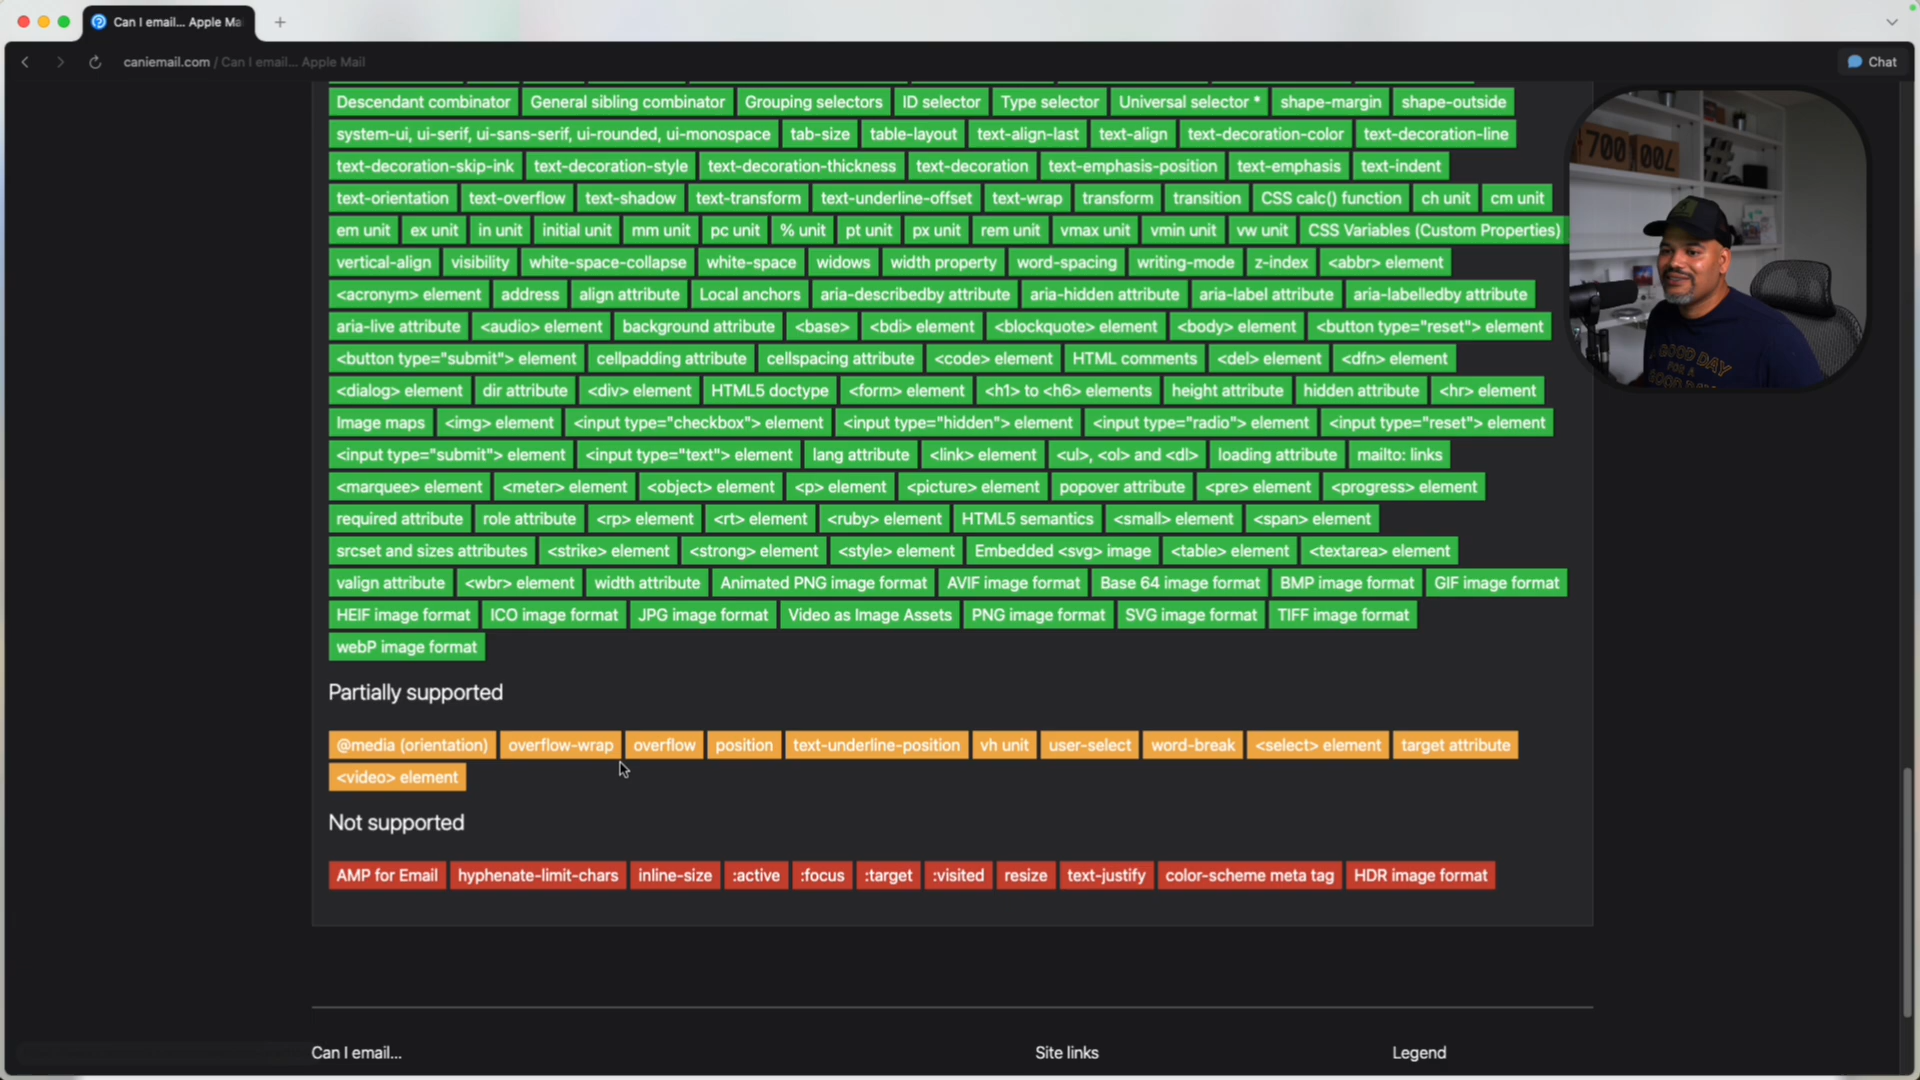 Can I email... Apple Ma
caniemail.com / Can I email... Apple Mail
Chat
Descendant combinator General sibling combinator Grouping selectors ID selector Type selector Universal selector * shape-margin shape-outside
system-ui, ui-serif, ui-sans-serif, ui-rounded, ui-monospace tab-size table-layout text-align-last text-align text-decoration-color text-decoration-line
text-decoration-skip-ink text-decoration-style text-decoration-thickness text-decoration text-emphasis-position text-emphasis text-indent
text-orientation text-overflow text-shadow text-transform text-underline-offset text-wrap transform transition CSS calc() function ch unit cm unit
em unit ex unit in unit initial unit mm unit pc unit % unit pt unit px unit rem unit vmax unit vmin unit vw unit CSS Variables (Custom Properties)
vertical-align visibility white-space-collapse white-space widows width property word-spacing writing-mode z-index <abbr> element
<acronym> element address align attribute Local anchors aria-describedby attribute aria-hidden attribute aria-label attribute aria-labelledby attribute
aria-live attribute <audio> element background attribute <base> <bdi> element <blockquote> element <body> element <button type="reset"> element
<button type="submit"> element cellpadding attribute cellspacing attribute <code> element HTML comments <del> element <dfn> element
<dialog> element dir attribute <div> element HTML5 doctype <form> element <h1> to <h6> elements height attribute hidden attribute <hr> element
Image maps <img> element <input type="checkbox"> element <input type="hidden"> element <input type="radio"> element <input type="reset"> element
<input type="submit"> element <input type="text"> element lang attribute <link> element <ul>, <ol> and <dl> loading attribute mailto: links
<marquee> element <meter> element <object> element <p> element <picture> element popover attribute <pre> element <progress> element
required attribute role attribute <rp> element <rt> element <ruby> element HTML5 semantics <small> element <span> element
srcset and sizes attributes <strike> element <strong> element <style> element Embedded <svg> image <table> element <textarea> element
valign attribute <wbr> element width attribute Animated PNG image format AVIF image format Base 64 image format BMP image format GIF image format
HEIF image format ICO image format JPG image format Video as Image Assets PNG image format SVG image format TIFF image format
webP image format
Partially supported
@media (orientation) overflow-wrap overflow position text-underline-position vh unit user-select word-break <select> element target attribute
<video> element
Not supported
AMP for Email hyphenate-limit-chars inline-size :active :focus :target :visited resize text-justify color-scheme meta tag HDR image format
Can I email... Site links Legend
A GOOD DAY
FOR A